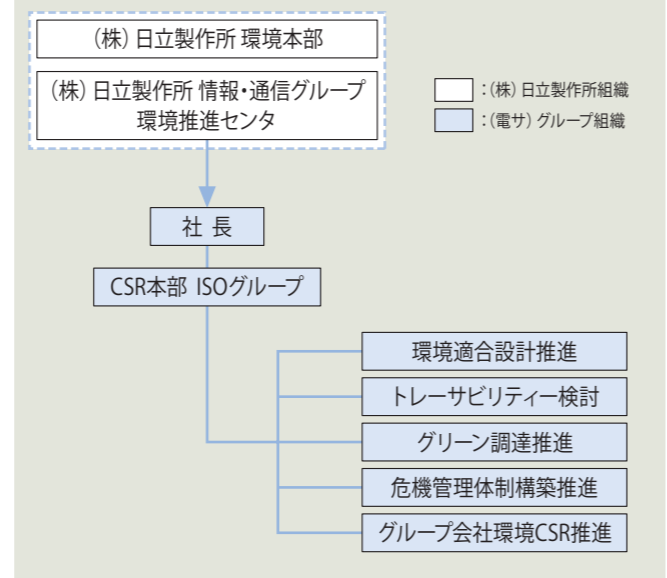 (株)日立製作所 環境本部
(株)日立製作所 情報・通信グループ
環境推進センタ
:(株)日立製作所組織
:(電サ)グループ組織
社 長
CSR本部 ISOグループ
環境適合設計推進
トレーサビリティー検討
グリーン調達推進
危機管理体制構築推進
グループ会社環境CSR推進